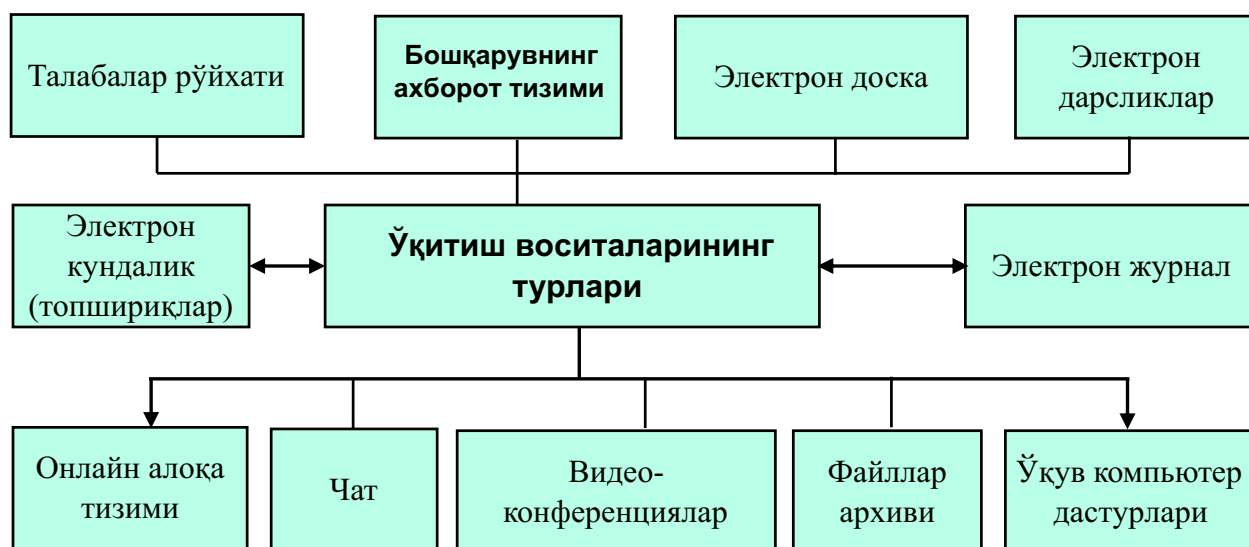 Талабалар рўйхати
Бошқарувнинг
ахборот тизими
Электрон доска
Электрон
дарсликлар
Электрон
кундалик
(топшириқлар)
Ўқитиш воситаларининг
турлари
Электрон журнал
Онлайн алоқа
тизими
Чат
Видео-
конференциялар
Файллар
архиви
Ўқув компьютер
дастурлари